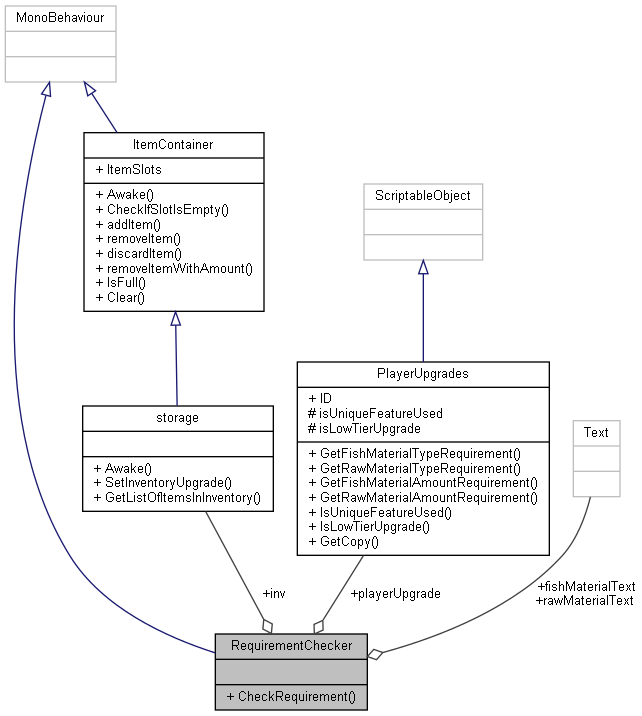 MonoBehaviour
ItemContainer
+ ItemSlots
+ Awake()
+ CheckIfSlotIsEmpty()
+ addItem()
+ removeItem()
+ discardItem()
+ removeItemWithAmount()
+ IsFull()
+ Clear()
ScriptableObject
PlayerUpgrades
+ ID
# isUniqueFeatureUsed
# isLowTierUpgrade
+ GetFishMaterialTypeRequirement()
+ GetRawMaterialTypeRequirement()
+ GetFishMaterialAmountRequirement()
+ GetRawMaterialAmountRequirement()
+ IsUniqueFeatureUsed()
+ IsLowTierUpgrade()
+ GetCopy()
storage
+ Awake()
+ SetInventoryUpgrade()
+ GetListOfItemsInInventory()
Text
+inv
+playerUpgrade
+fishMaterialText
+rawMaterialText
RequirementChecker
+ CheckRequirement()